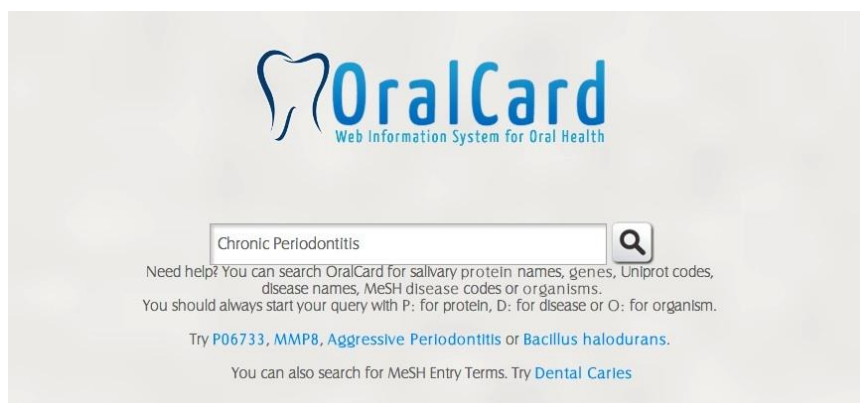 OralCard
Web Information System for Oral Health
Chronic Periodontitis
Need help? You can search OralCard for salivary protein names, genes, Uniprot codes,
disease names, MeSH disease codes or organisms.
You should always start your query with P: for protein, D: for disease or O: for organism.
Try P06733, MMP8, Aggressive Periodontitis or Bacillus halodurans.
You can also search for MeSH Entry Terms. Try Dental Caries